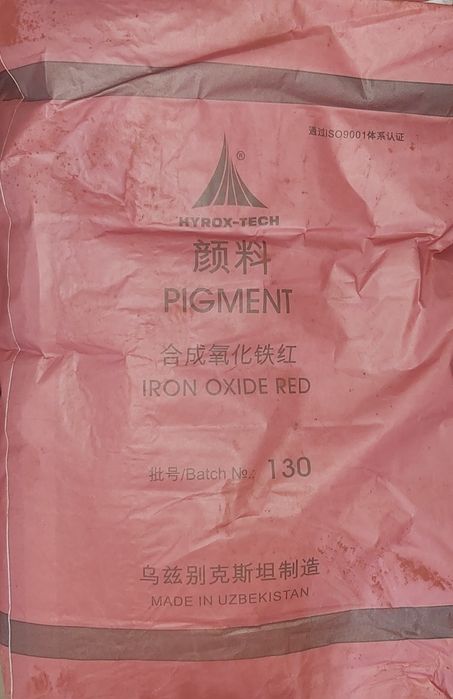 通过ISO9001体系认证
®
HYROX-TECH
颜料
PIGMENT
合成氧化铁红
IRON OXIDE RED
批号/Batch №.: 130
乌兹别克斯坦制造
MADE IN UZBEKISTAN